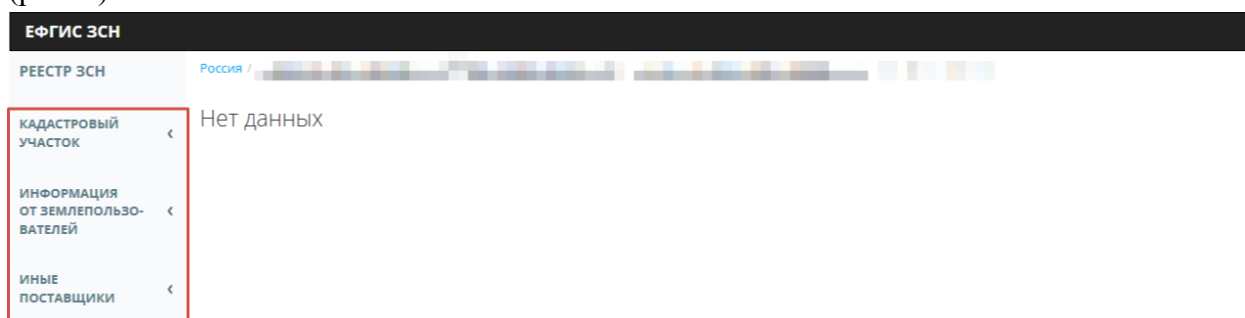 ЕФГИС ЗСН
РЕЕСТР ЗСН
Россия /
КАДАСТРОВЫЙ
УЧАСТОК
Нет данных
ИНФОРМАЦИЯ
ОТ ЗЕМЛЕПОЛЬЗО-
ВАТЕЛЕЙ
ИНЫЕ
ПОСТАВЩИКИ